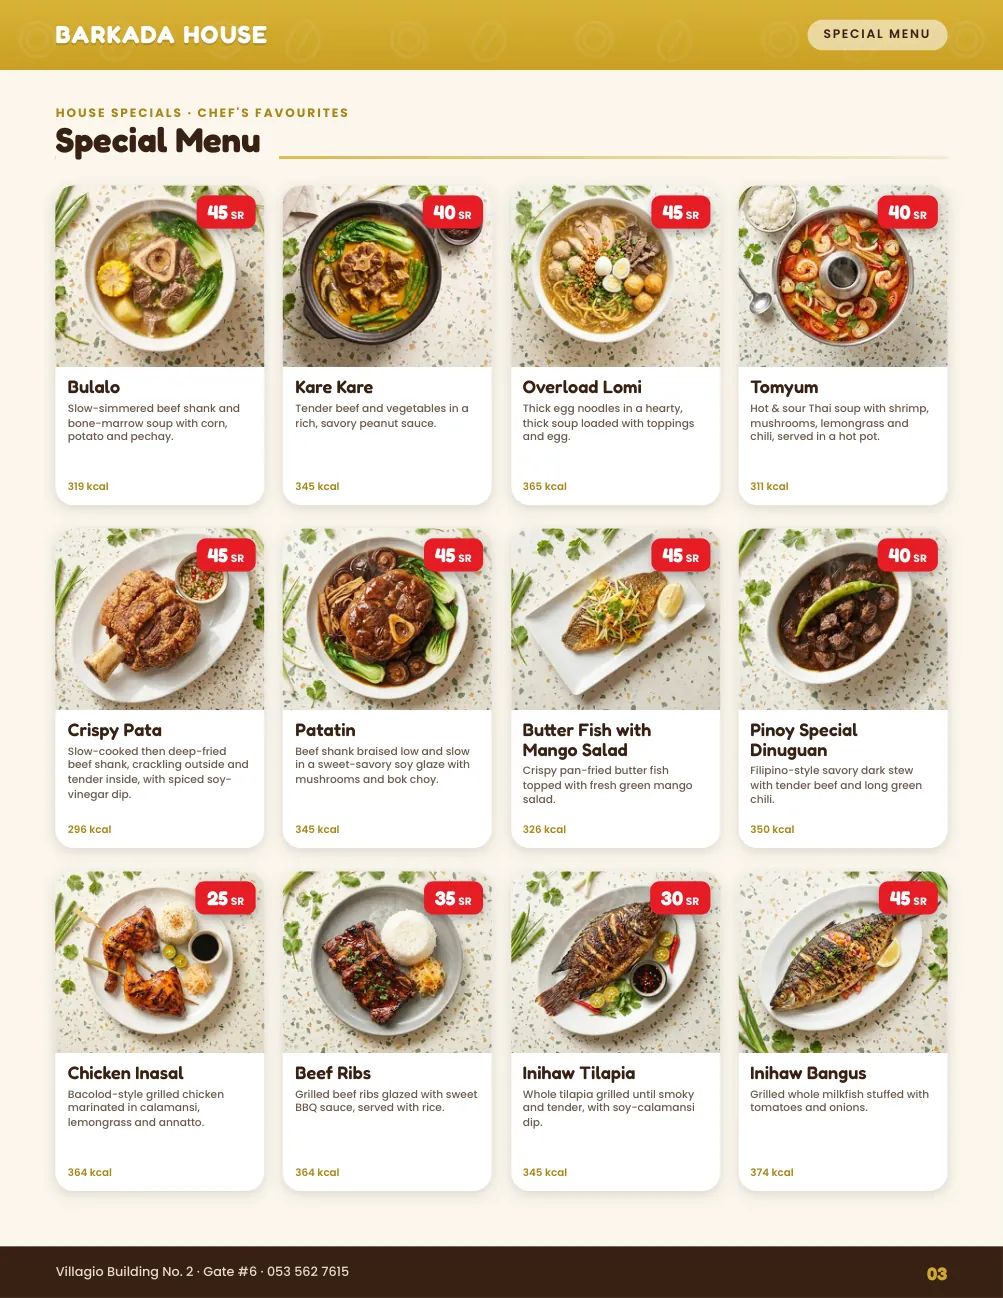 BARKADA HOUSE
SPECIAL MENU
HOUSE SPECIALS · CHEF'S FAVOURITES
Special Menu
45 SR
Bulalo
Slow-simmered beef shank and
bone-marrow soup with corn,
potato and pechay.
319 kcal
40 SR
Kare Kare
Tender beef and vegetables in a
rich, savory peanut sauce.
345 kcal
45 SR
Overload Lomi
Thick egg noodles in a hearty,
thick soup loaded with toppings
and egg.
365 kcal
40 SR
Tomyum
Hot & sour Thai soup with shrimp,
mushrooms, lemongrass and
chili, served in a hot pot.
311 kcal
45 SR
Crispy Pata
Slow-cooked then deep-fried
beef shank, crackling outside and
tender inside, with spiced soy-
vinegar dip.
296 kcal
45 SR
Patatin
Beef shank braised low and slow
in a sweet-savory soy glaze with
mushrooms and bok choy.
345 kcal
45 SR
Butter Fish with
Mango Salad
Crispy pan-fried butter fish
topped with fresh green mango
salad.
326 kcal
40 SR
Pinoy Special
Dinuguan
Filipino-style savory dark stew
with tender beef and long green
chili.
350 kcal
25 SR
Chicken Inasal
Bacolod-style grilled chicken
marinated in calamansi,
lemongrass and annatto.
364 kcal
35 SR
Beef Ribs
Grilled beef ribs glazed with sweet
BBQ sauce, served with rice.
364 kcal
30 SR
Inihaw Tilapia
Whole tilapia grilled until smoky
and tender, with soy-calamansi
dip.
345 kcal
45 SR
Inihaw Bangus
Grilled whole milkfish stuffed with
tomatoes and onions.
374 kcal
Villagio Building No. 2 · Gate #6 · 053 562 7615
03